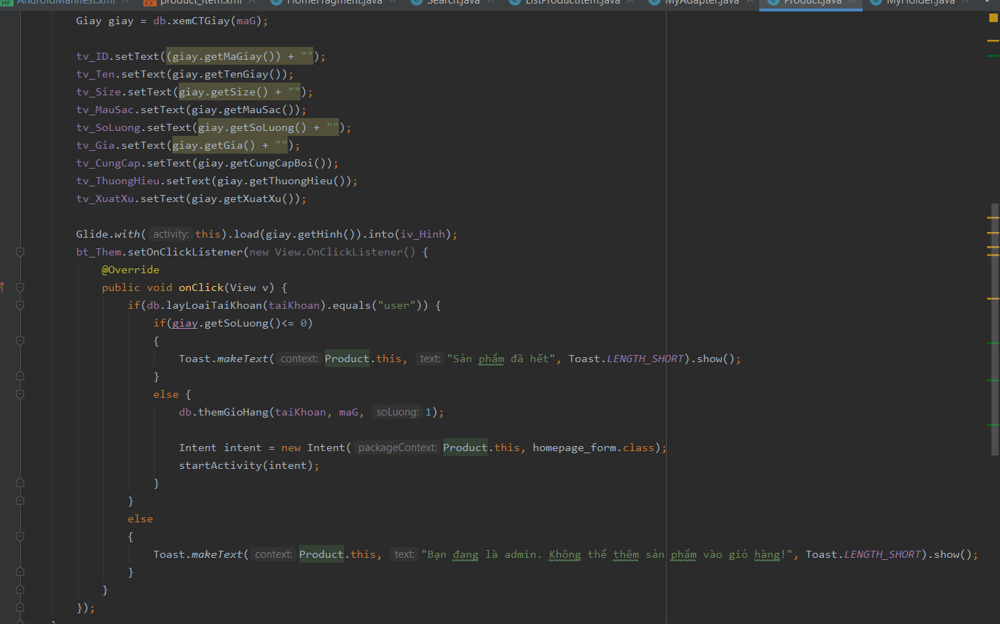 AndroidManifest.xml product_item.xml HomeFragment.java Search.java ListProductItem.java MyAdapter.java Product.java MyHolder.java
Giay giay = db.xemCTGiay(maG);
tv_ID.setText((giay.getMaGiay()) + "");
tv_Ten.setText(giay.getTenGiay());
tv_Size.setText(giay.getSize() + "");
tv_MauSac.setText(giay.getMauSac());
tv_SoLuong.setText(giay.getSoLuong() + "");
tv_Gia.setText(giay.getGia() + "");
tv_CungCap.setText(giay.getCungCapBoi());
tv_ThuongHieu.setText(giay.getThuongHieu());
tv_XuatXu.setText(giay.getXuatXu());
Glide.with( activity: this).load(giay.getHinh()).into(iv_Hinh);
bt_Them.setOnClickListener(new View.OnClickListener() {
@Override
public void onClick(View v) {
if(db.layLoaiTaiKhoan(taiKhoan).equals("user")) {
if(giay.getSoLuong()<= 0)
{
Toast.makeText( context: Product.this, text: "Sản phẩm đã hết", Toast.LENGTH_SHORT).show();
}
else {
db.themGioHang(taiKhoan, maG, soLuong: 1);
Intent intent = new Intent( packageContext: Product.this, homepage_form.class);
startActivity(intent);
}
}
else
{
Toast.makeText( context: Product.this, text: "Bạn đang là admin. Không thể thêm sản phẩm vào giỏ hàng!", Toast.LENGTH_SHORT).show();
}
}
});